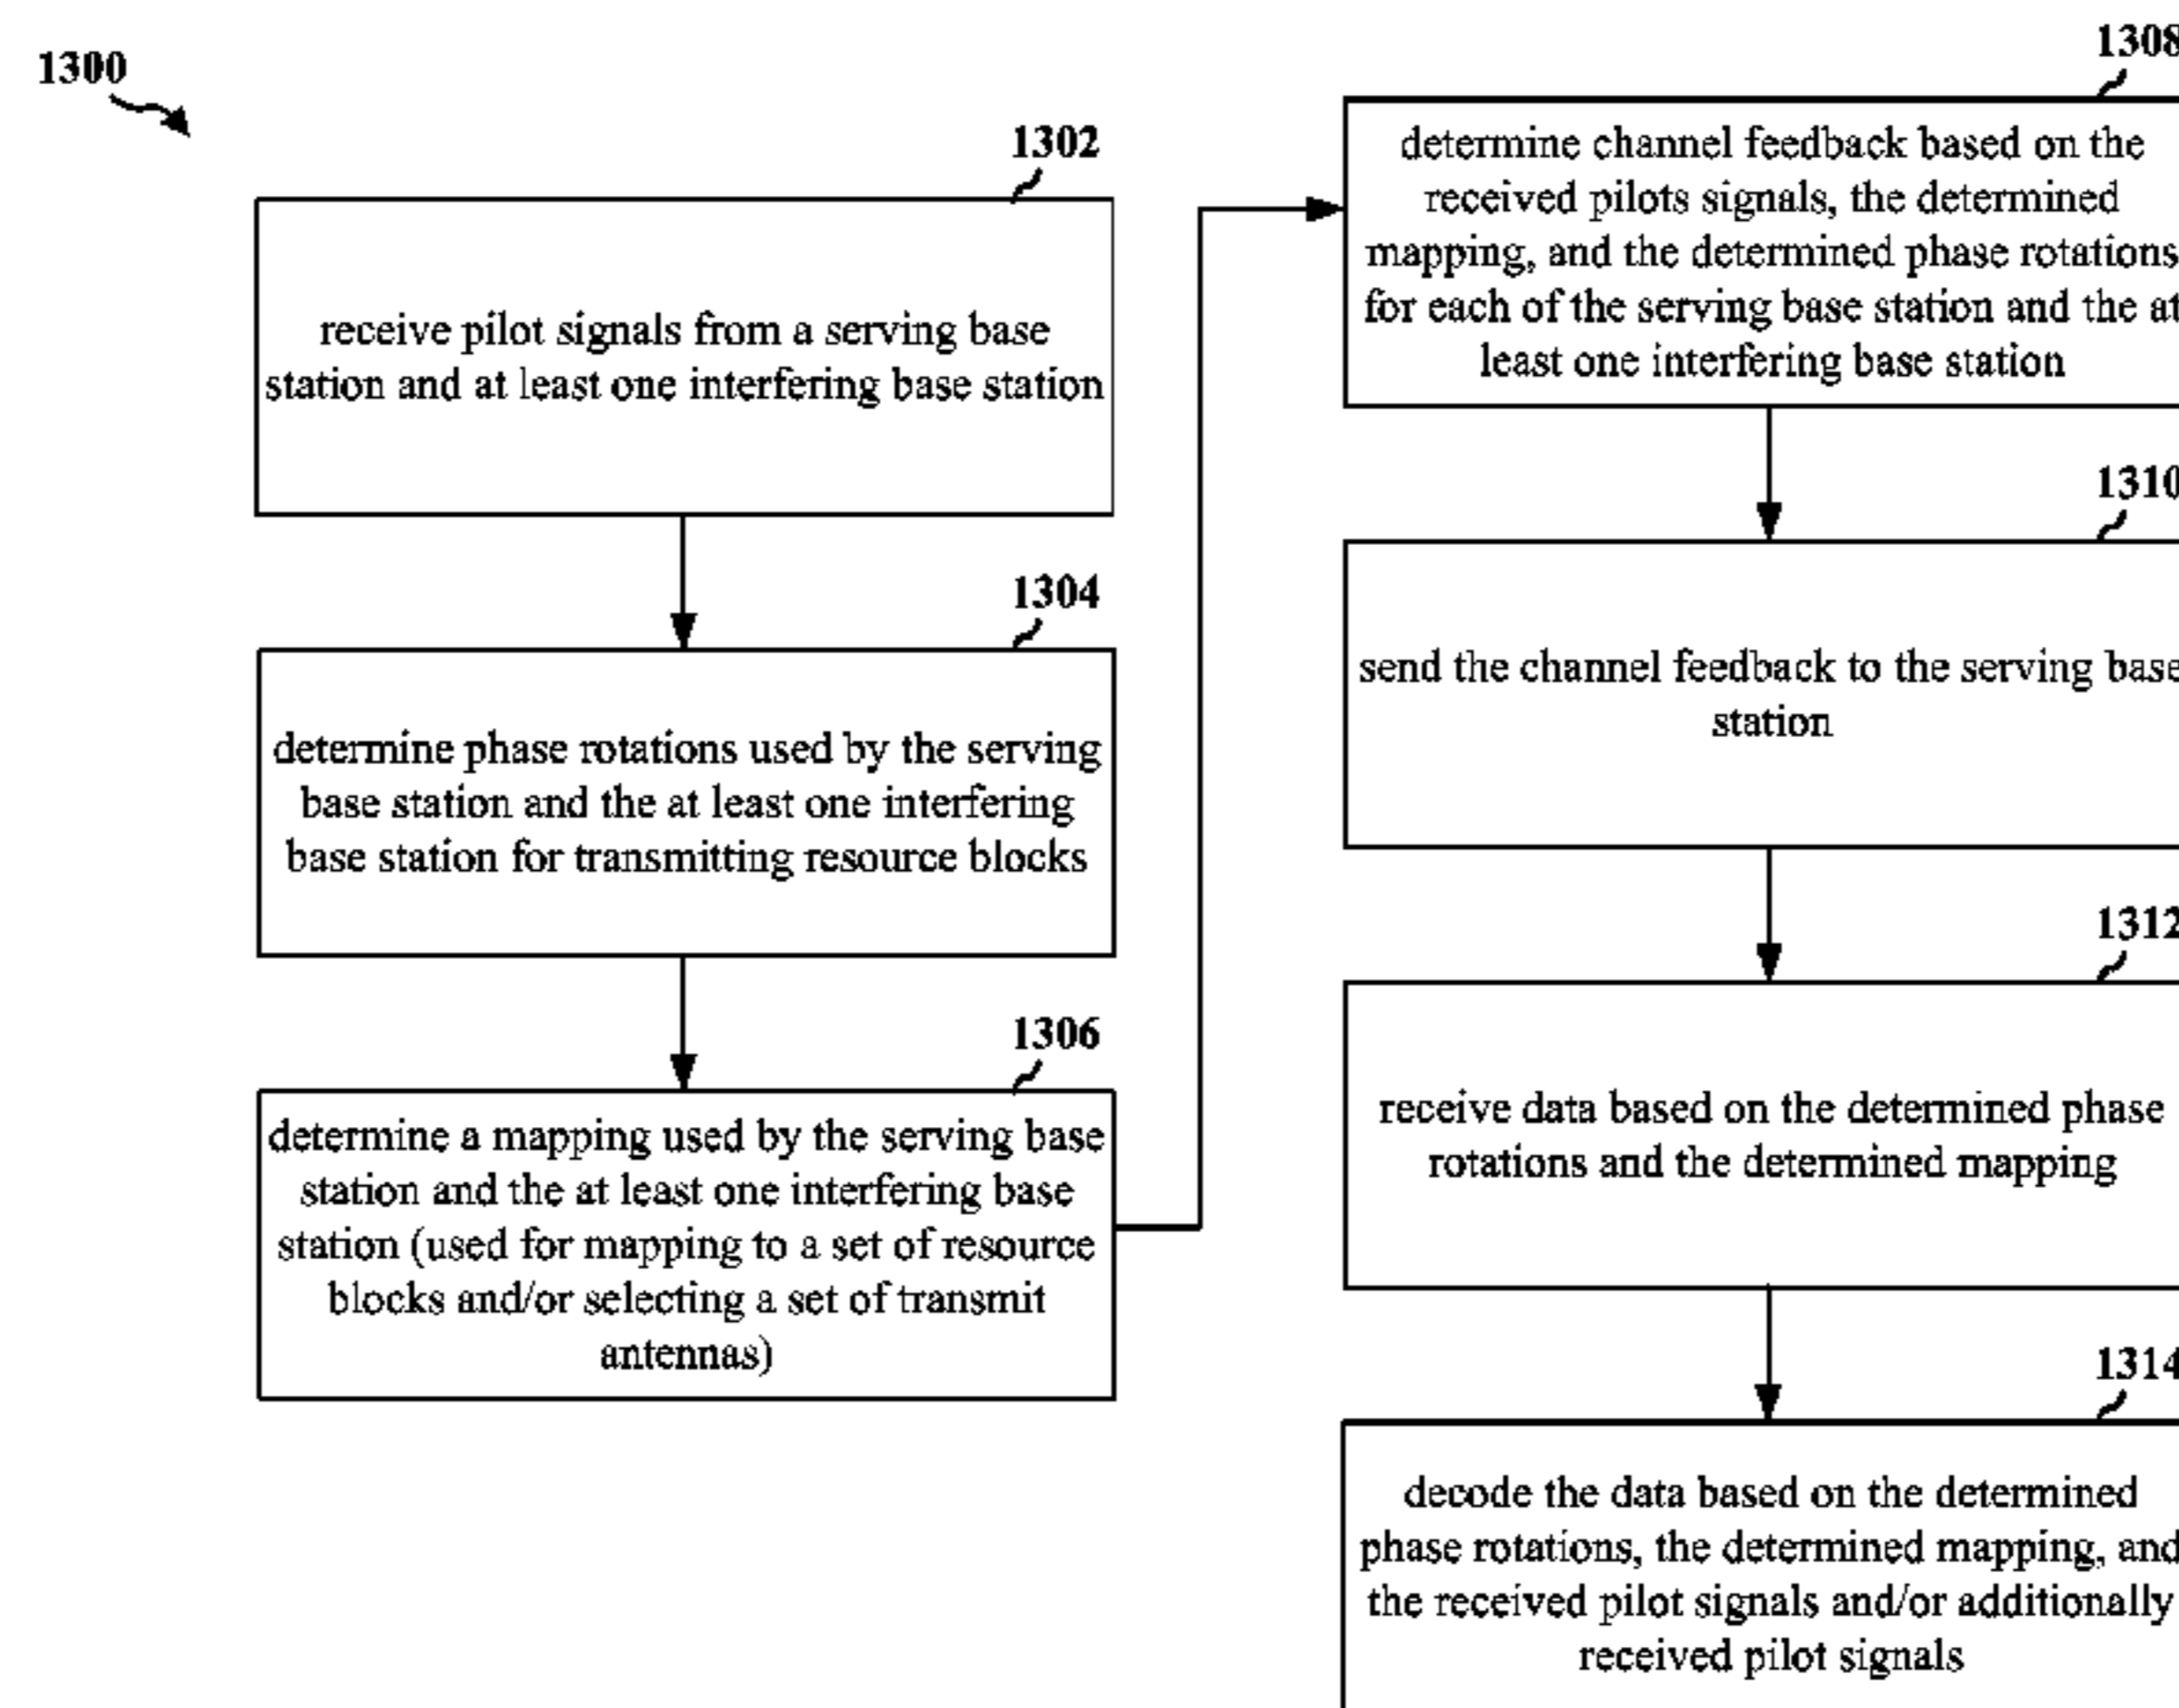 1300
1302
receive pilot signals from a serving base
station and at least one interfering base station
1304
determine phase rotations used by the serving
base station and the at least one interfering
base station for transmitting resource blocks
1306
determine a mapping used by the serving base
station and the at least one interfering base
station (used for mapping to a set of resource
blocks and/or selecting a set of transmit
antennas)
1308
determine channel feedback based on the
received pilots signals, the determined
mapping, and the determined phase rotations
for each of the serving base station and the at
least one interfering base station
1310
send the channel feedback to the serving base
station
1312
receive data based on the determined phase
rotations and the determined mapping
1314
decode the data based on the determined
phase rotations, the determined mapping, and
the received pilot signals and/or additionally
received pilot signals